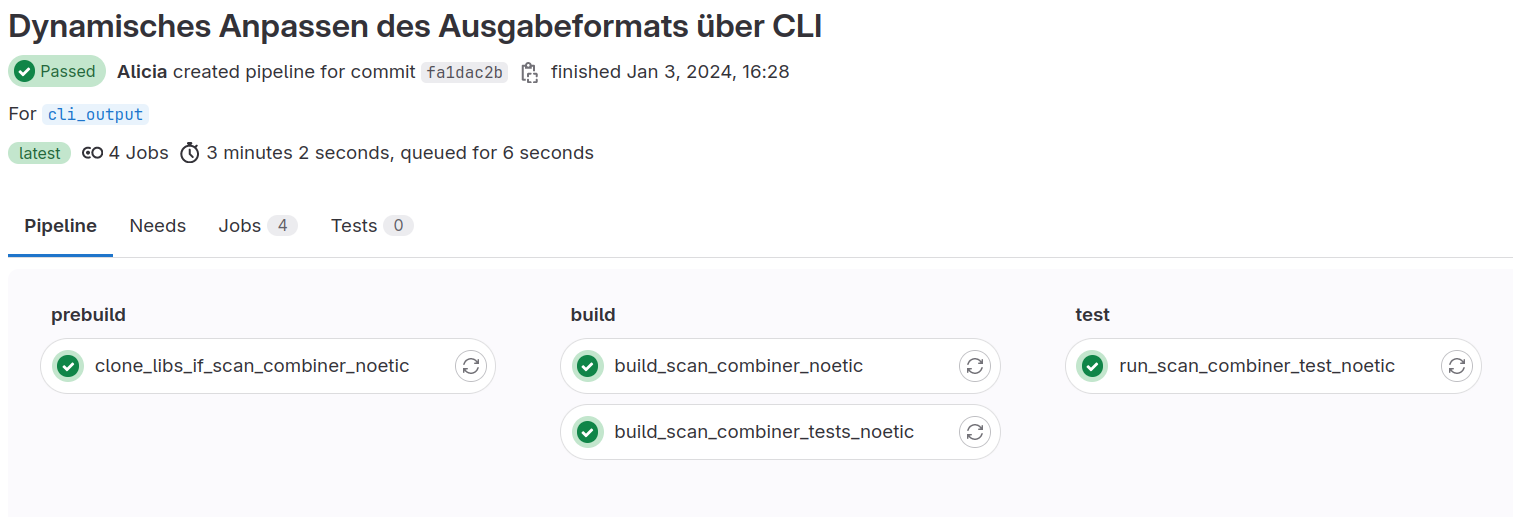 Dynamisches Anpassen des Ausgabeformats über CLI
Passed Alicia created pipeline for commit fa1dac2b finished Jan 3, 2024, 16:28
For cli_output
latest 4 Jobs 3 minutes 2 seconds, queued for 6 seconds
Pipeline Needs Jobs 4 Tests 0
prebuild build test
clone_libs_if_scan_combiner_noetic build_scan_combiner_noetic run_scan_combiner_test_noetic
build_scan_combiner_tests_noetic